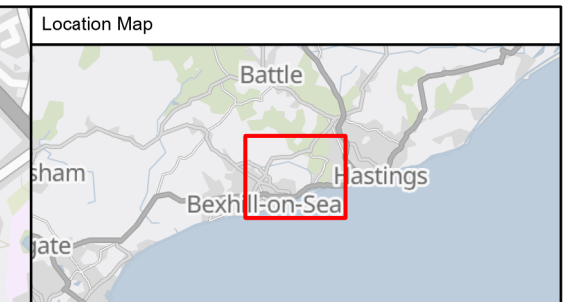 Location Map
Battle
sham
Hastings
Bexhill-on-Sea
gate